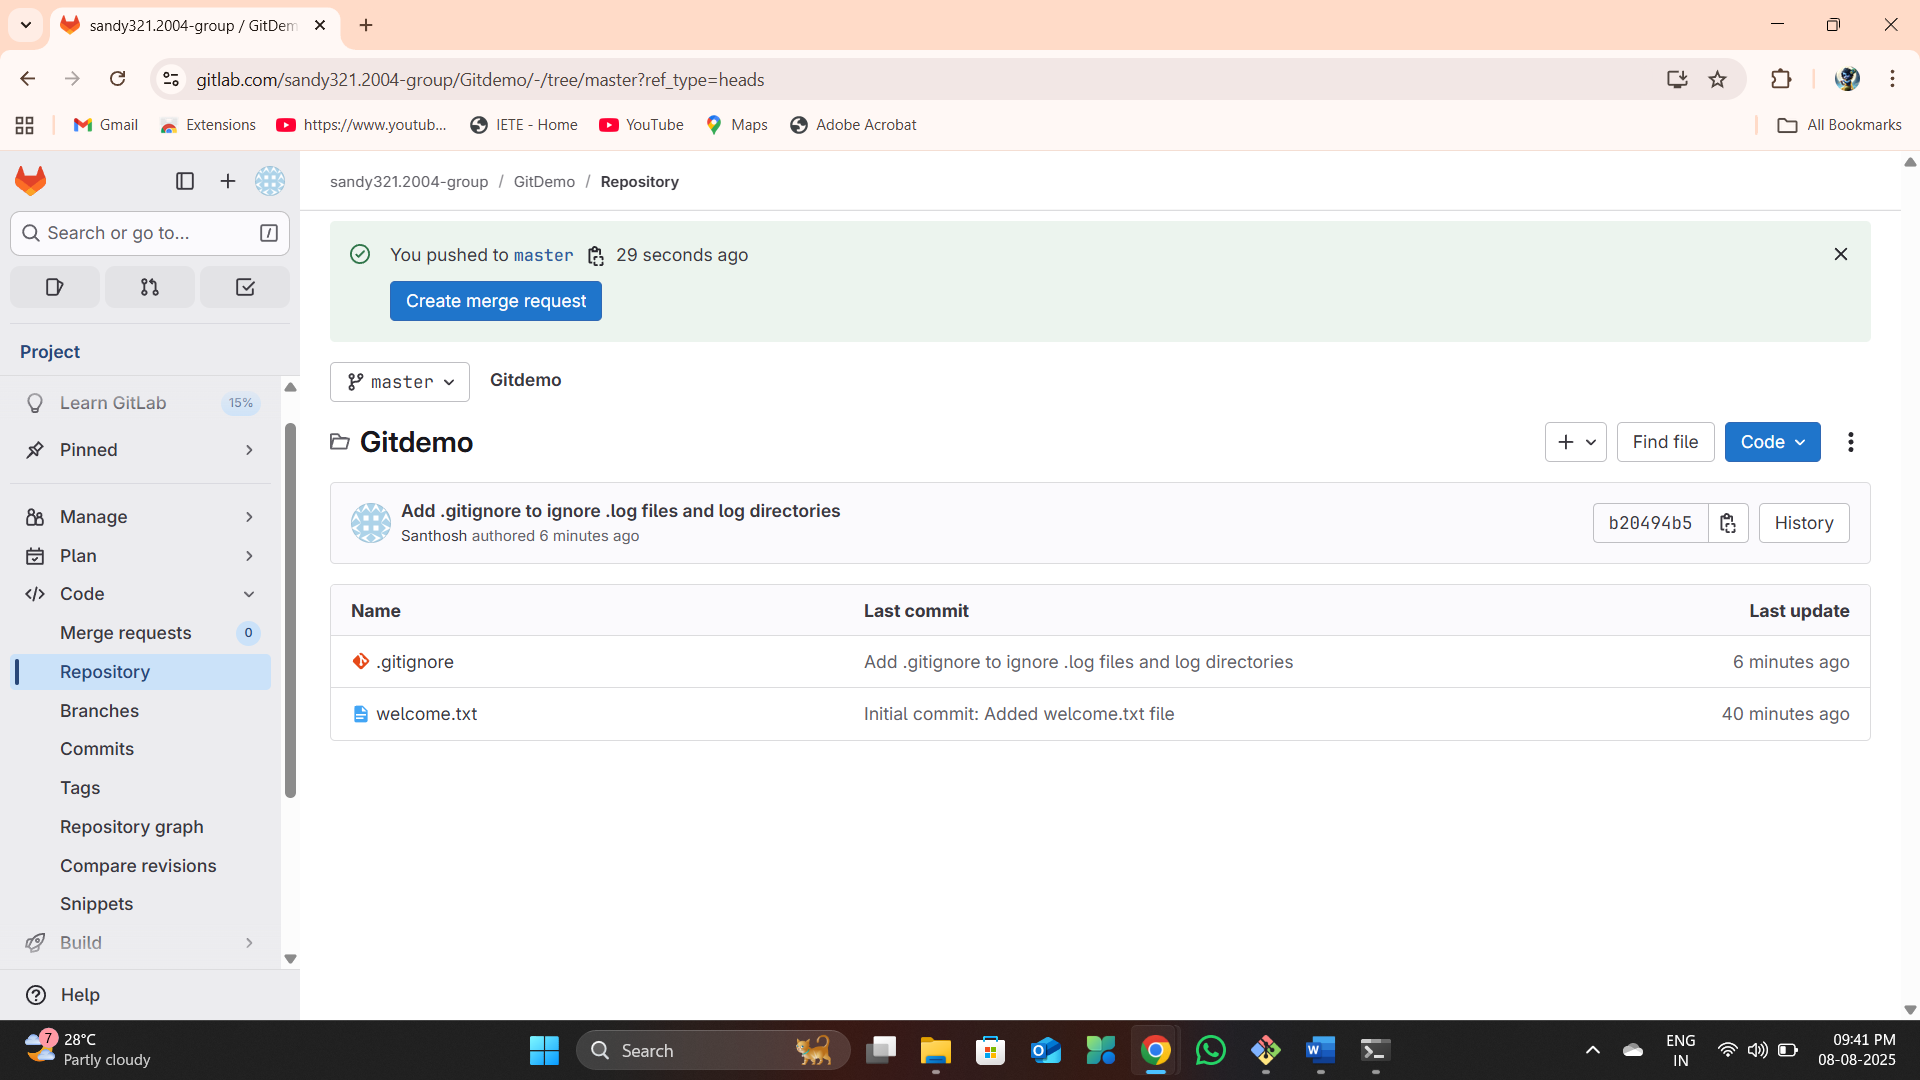 sandy321.2004-group / GitDem
gitlab.com/sandy321.2004-group/Gitdemo/-/tree/master?ref_type=heads
Gmail
Extensions
https://www.youtub...
IETE - Home
YouTube
Maps
Adobe Acrobat
All Bookmarks
Search or go to...
/
Project
Learn GitLab
15%
Pinned
Manage
Plan
Code
Merge requests
0
Repository
Branches
Commits
Tags
Repository graph
Compare revisions
Snippets
Build
Help
sandy321.2004-group / GitDemo / Repository
You pushed to master 29 seconds ago
Create merge request
master
Gitdemo
Gitdemo
Find file
Code
Add .gitignore to ignore .log files and log directories
Santhosh authored 6 minutes ago
b20494b5
History
Name Last commit Last update
.gitignore Add .gitignore to ignore .log files and log directories 6 minutes ago
welcome.txt Initial commit: Added welcome.txt file 40 minutes ago
7
28°C
Partly cloudy
Search
ENG
IN
09:41 PM
08-08-2025